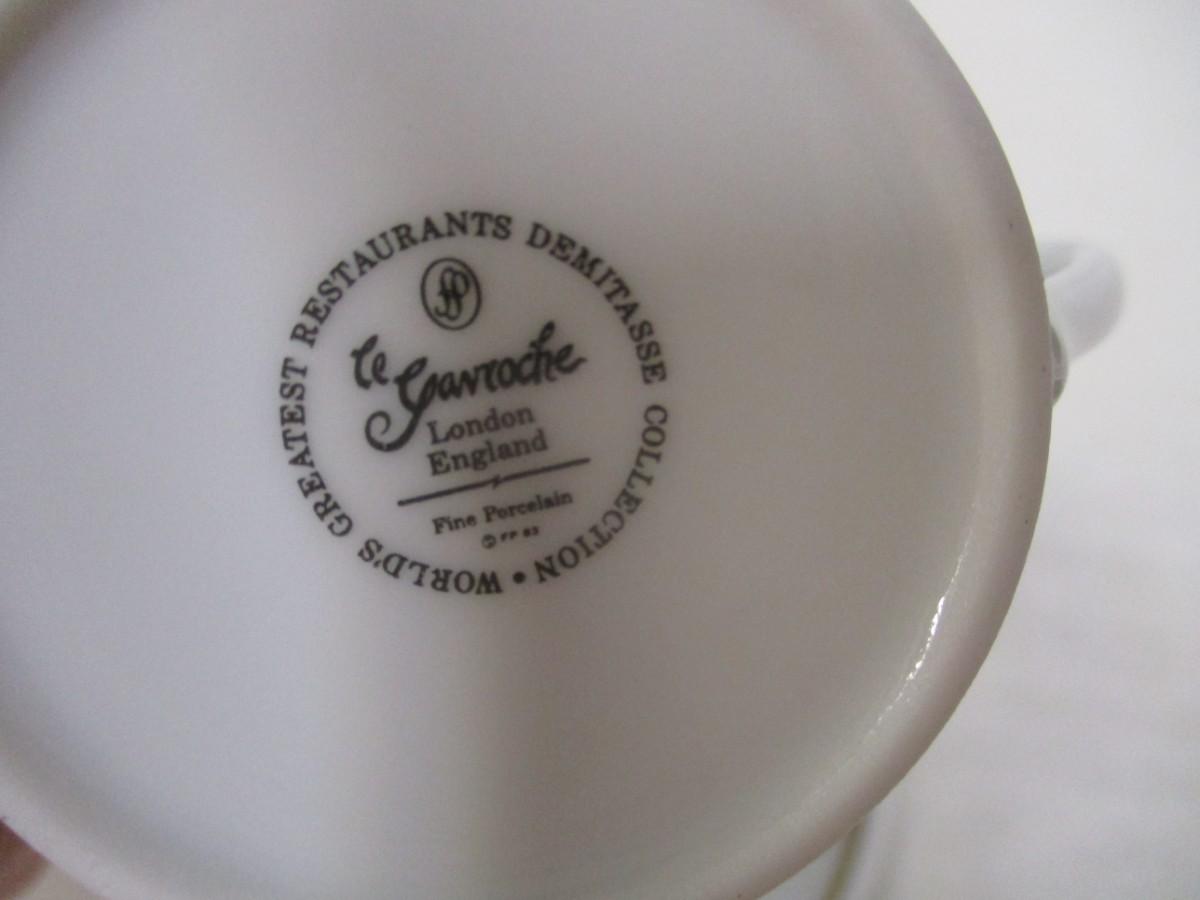 WORLD'S GREATEST RESTAURANTS DEMITASSE COLLECTION •
FP
le Gavroche
London
England
Fine Porcelain
© FP 83